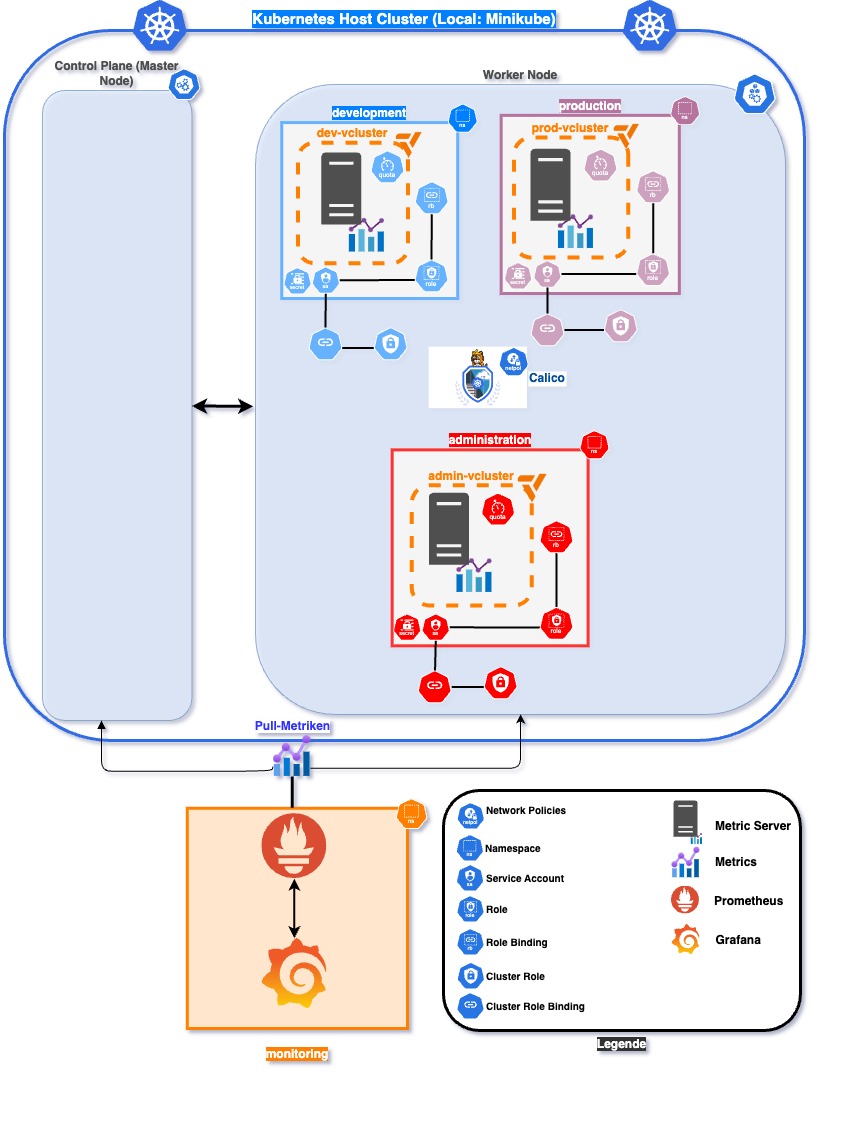 Kubernetes Host Cluster (Local: Minikube)
Control Plane (Master
Node)
Worker Node
development
ns
dev-vcluster
quota
rb
secret
sa
role
production
ns
prod-vcluster
quota
rb
secret
sa
role
netpol
Calico
administration
ns
admin-vcluster
quota
rb
secret
sa
role
Pull-Metriken
ns
monitoring
netpol
Network Policies
ns
Namespace
sa
Service Account
role
Role
rb
Role Binding
Cluster Role
Cluster Role Binding
Metric Server
Metrics
Prometheus
Grafana
Legende